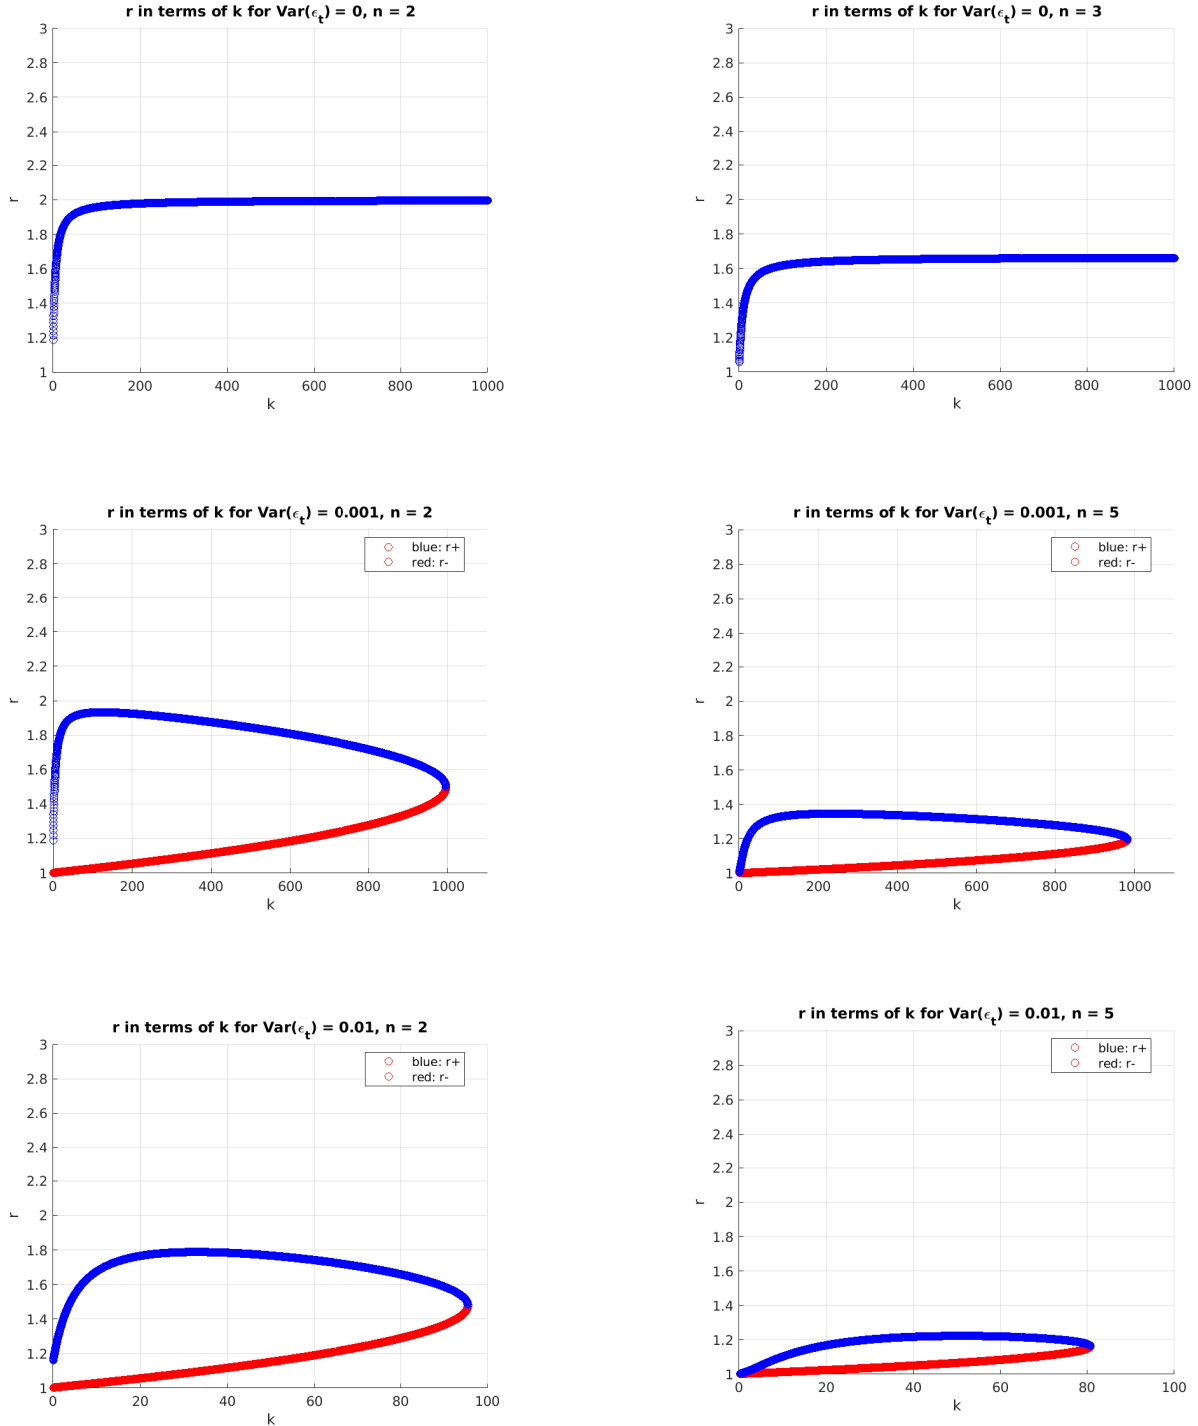 r in terms of k for Var(ϵt) = 0, n = 2
3
2.8
2.6
2.4
2.2
2
1.8
1.6
1.4
1.2
1
r
0 200 400 600 800 1000
k
r in terms of k for Var(ϵt) = 0, n = 3
3
2.8
2.6
2.4
2.2
2
1.8
1.6
1.4
1.2
1
r
0 200 400 600 800 1000
k
r in terms of k for Var(ϵt) = 0.001, n = 2
blue: r+
red: r-
3
2.8
2.6
2.4
2.2
2
1.8
1.6
1.4
1.2
1
r
0 200 400 600 800 1000
k
r in terms of k for Var(ϵt) = 0.001, n = 5
blue: r+
red: r-
3
2.8
2.6
2.4
2.2
2
1.8
1.6
1.4
1.2
1
r
0 200 400 600 800 1000
k
r in terms of k for Var(ϵt) = 0.01, n = 2
blue: r+
red: r-
3
2.8
2.6
2.4
2.2
2
1.8
1.6
1.4
1.2
1
r
0 20 40 60 80 100
k
r in terms of k for Var(ϵt) = 0.01, n = 5
blue: r+
red: r-
3
2.8
2.6
2.4
2.2
2
1.8
1.6
1.4
1.2
1
r
0 20 40 60 80 100
k